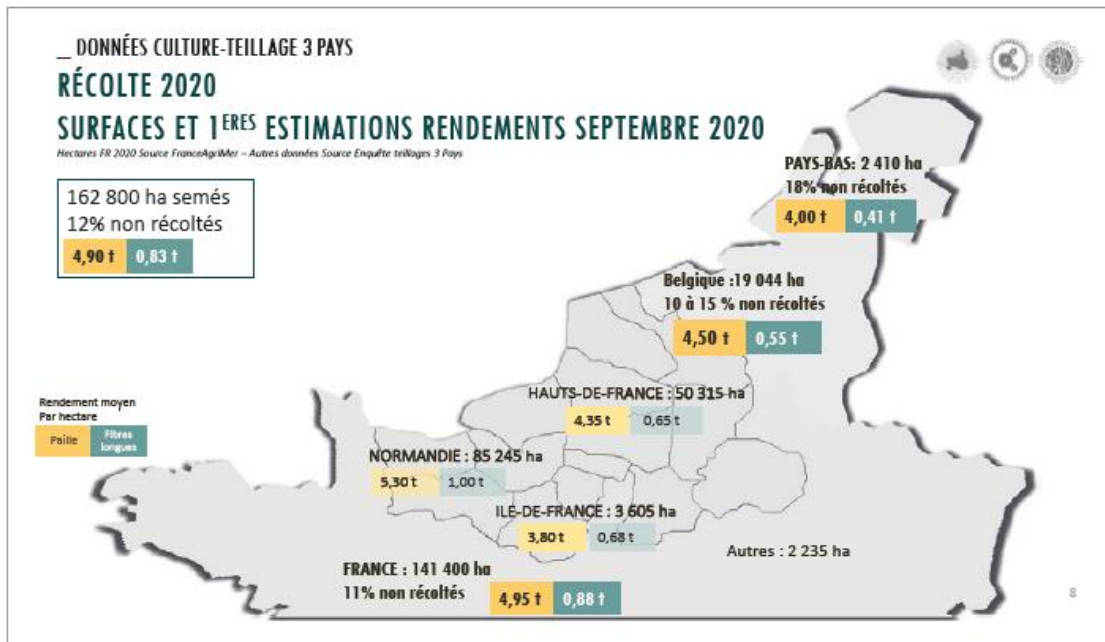 _ DONNÉES CULTURE-TEILLAGE 3 PAYS
RÉCOLTE 2020
SURFACES ET 1ERES ESTIMATIONS RENDEMENTS SEPTEMBRE 2020
Hectares FR 2020 Source FranceAgriMer – Autres données Source Enquête teillages 3 Pays
162 800 ha semés
12% non récoltés
4,90 t 0,83 t
PAYS-BAS: 2 410 ha
18% non récoltés
4,00 t 0,41 t
Belgique :19 044 ha
10 à 15 % non récoltés
4,50 t 0,55 t
HAUTS-DE-FRANCE : 50 315 ha
4,35 t 0,65 t
Rendement moyen
Par hectare
Paille Fibres longues
NORMANDIE : 85 245 ha
5,30 t 1,00 t
ILE-DE-FRANCE : 3 605 ha
3,80 t 0,68 t
Autres : 2 235 ha
FRANCE : 141 400 ha
11% non récoltés
4,95 t 0,88 t
8